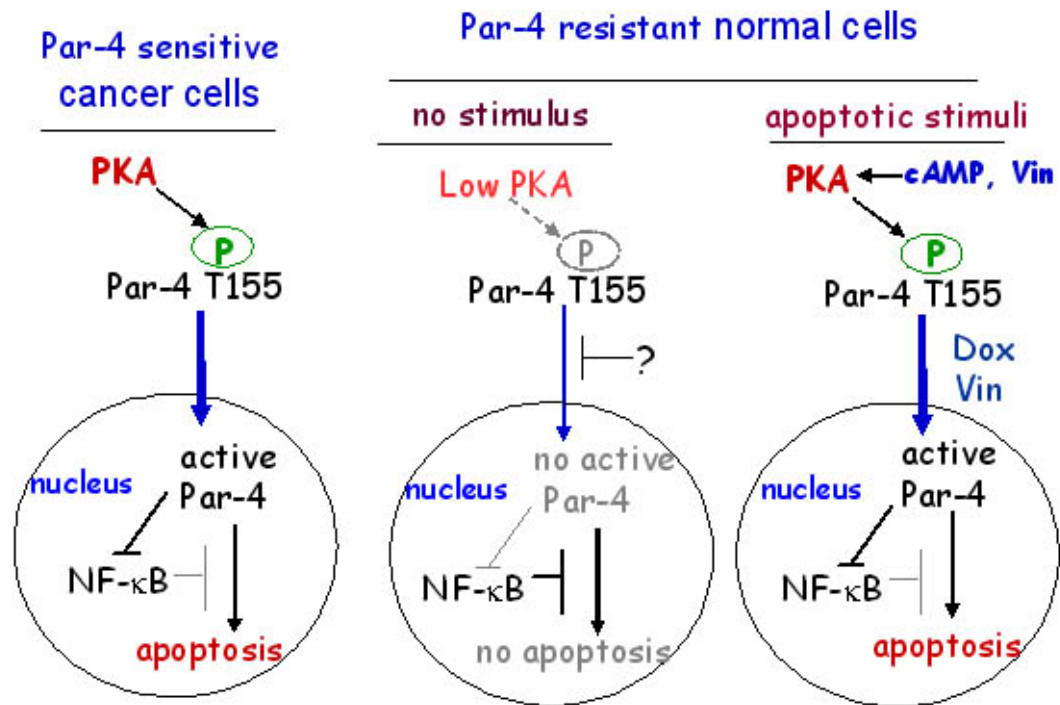 Par-4 sensitive
cancer cells
PKA
P
Par-4 T155
nucleus
active
Par-4
NF-κB
apoptosis
Par-4 resistant normal cells
no stimulus
Low PKA
P
Par-4 T155
?
nucleus
no active
Par-4
NF-κB
no apoptosis
apoptotic stimuli
PKA cAMP, Vin
P
Par-4 T155
Dox
Vin
nucleus
active
Par-4
NF-κB
apoptosis